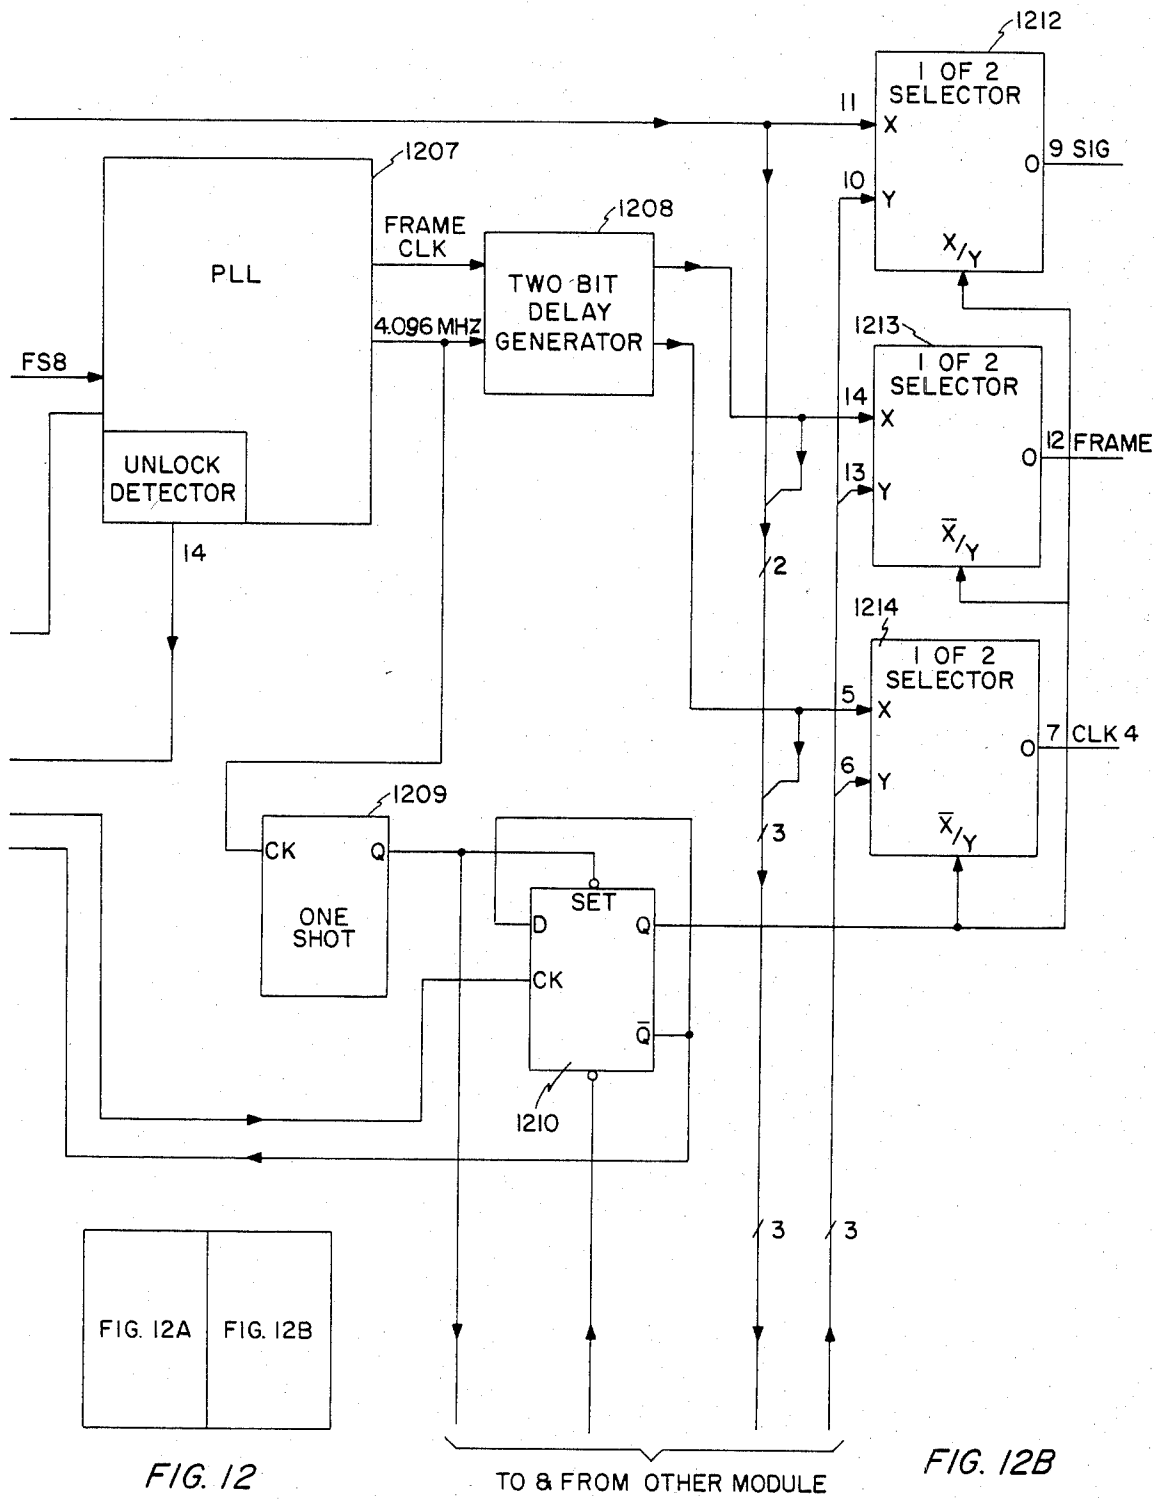 1212
1 OF 2
SELECTOR
11
X
O
9 SIG
10
Y
X/Y
1207
PLL
FRAME
CLK
4.096 MHZ
FS8
UNLOCK
DETECTOR
14
1208
TWO BIT
DELAY
GENERATOR
1213
1 OF 2
SELECTOR
14
X
O
12 FRAME
13
Y
X̅/Y
2
1214
1 OF 2
SELECTOR
5
X
O
7 CLK 4
6
Y
X̅/Y
3
1209
CK
Q
ONE
SHOT
SET
D
Q
CK
Q̅
1210
3
3
FIG. 12A
FIG. 12B
FIG. 12
TO & FROM OTHER MODULE
FIG. 12B